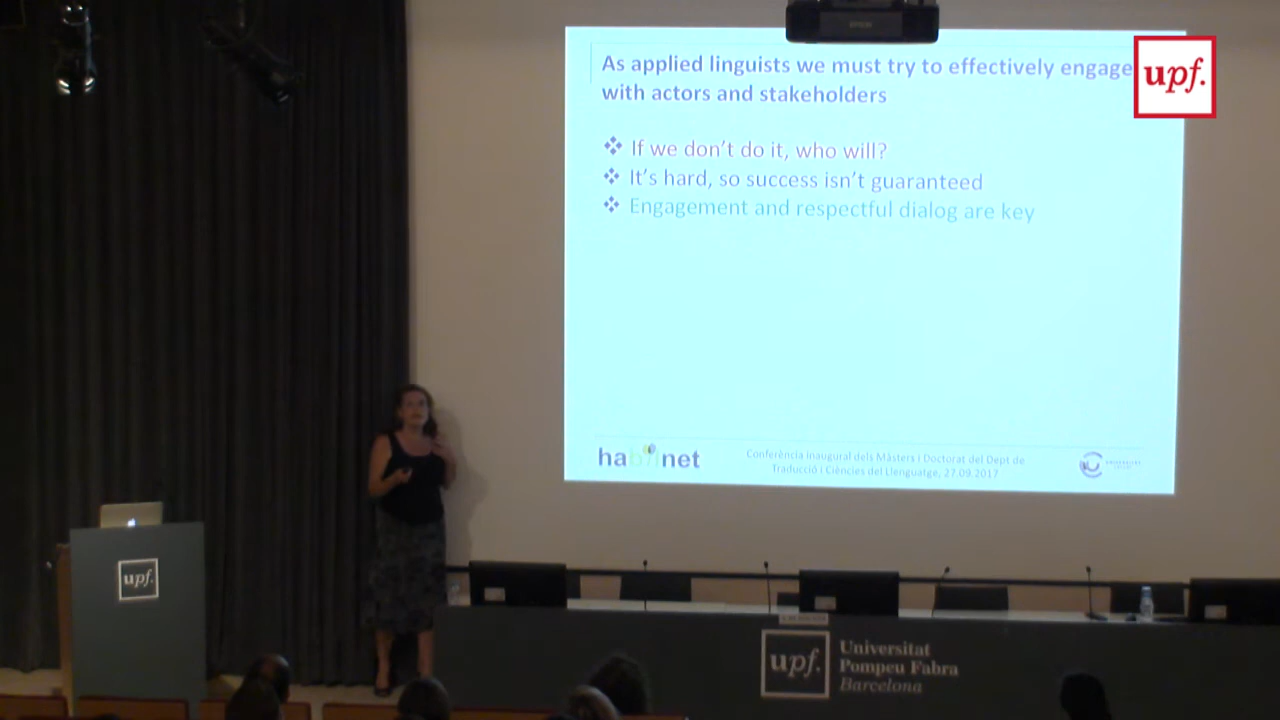 EPSON
As applied linguists we must try to effectively engage
with actors and stakeholders
upf.
If we don't do it, who will?
It's hard, so success isn't guaranteed
Engagement and respectful dialog are key
habiinet
Conferència inaugural dels Màsters i Doctorat del Dept de
Traducció i Ciències del Llenguatge, 27.09.2017
upf.
upf.
Universitat
Pompeu Fabra
Barcelona